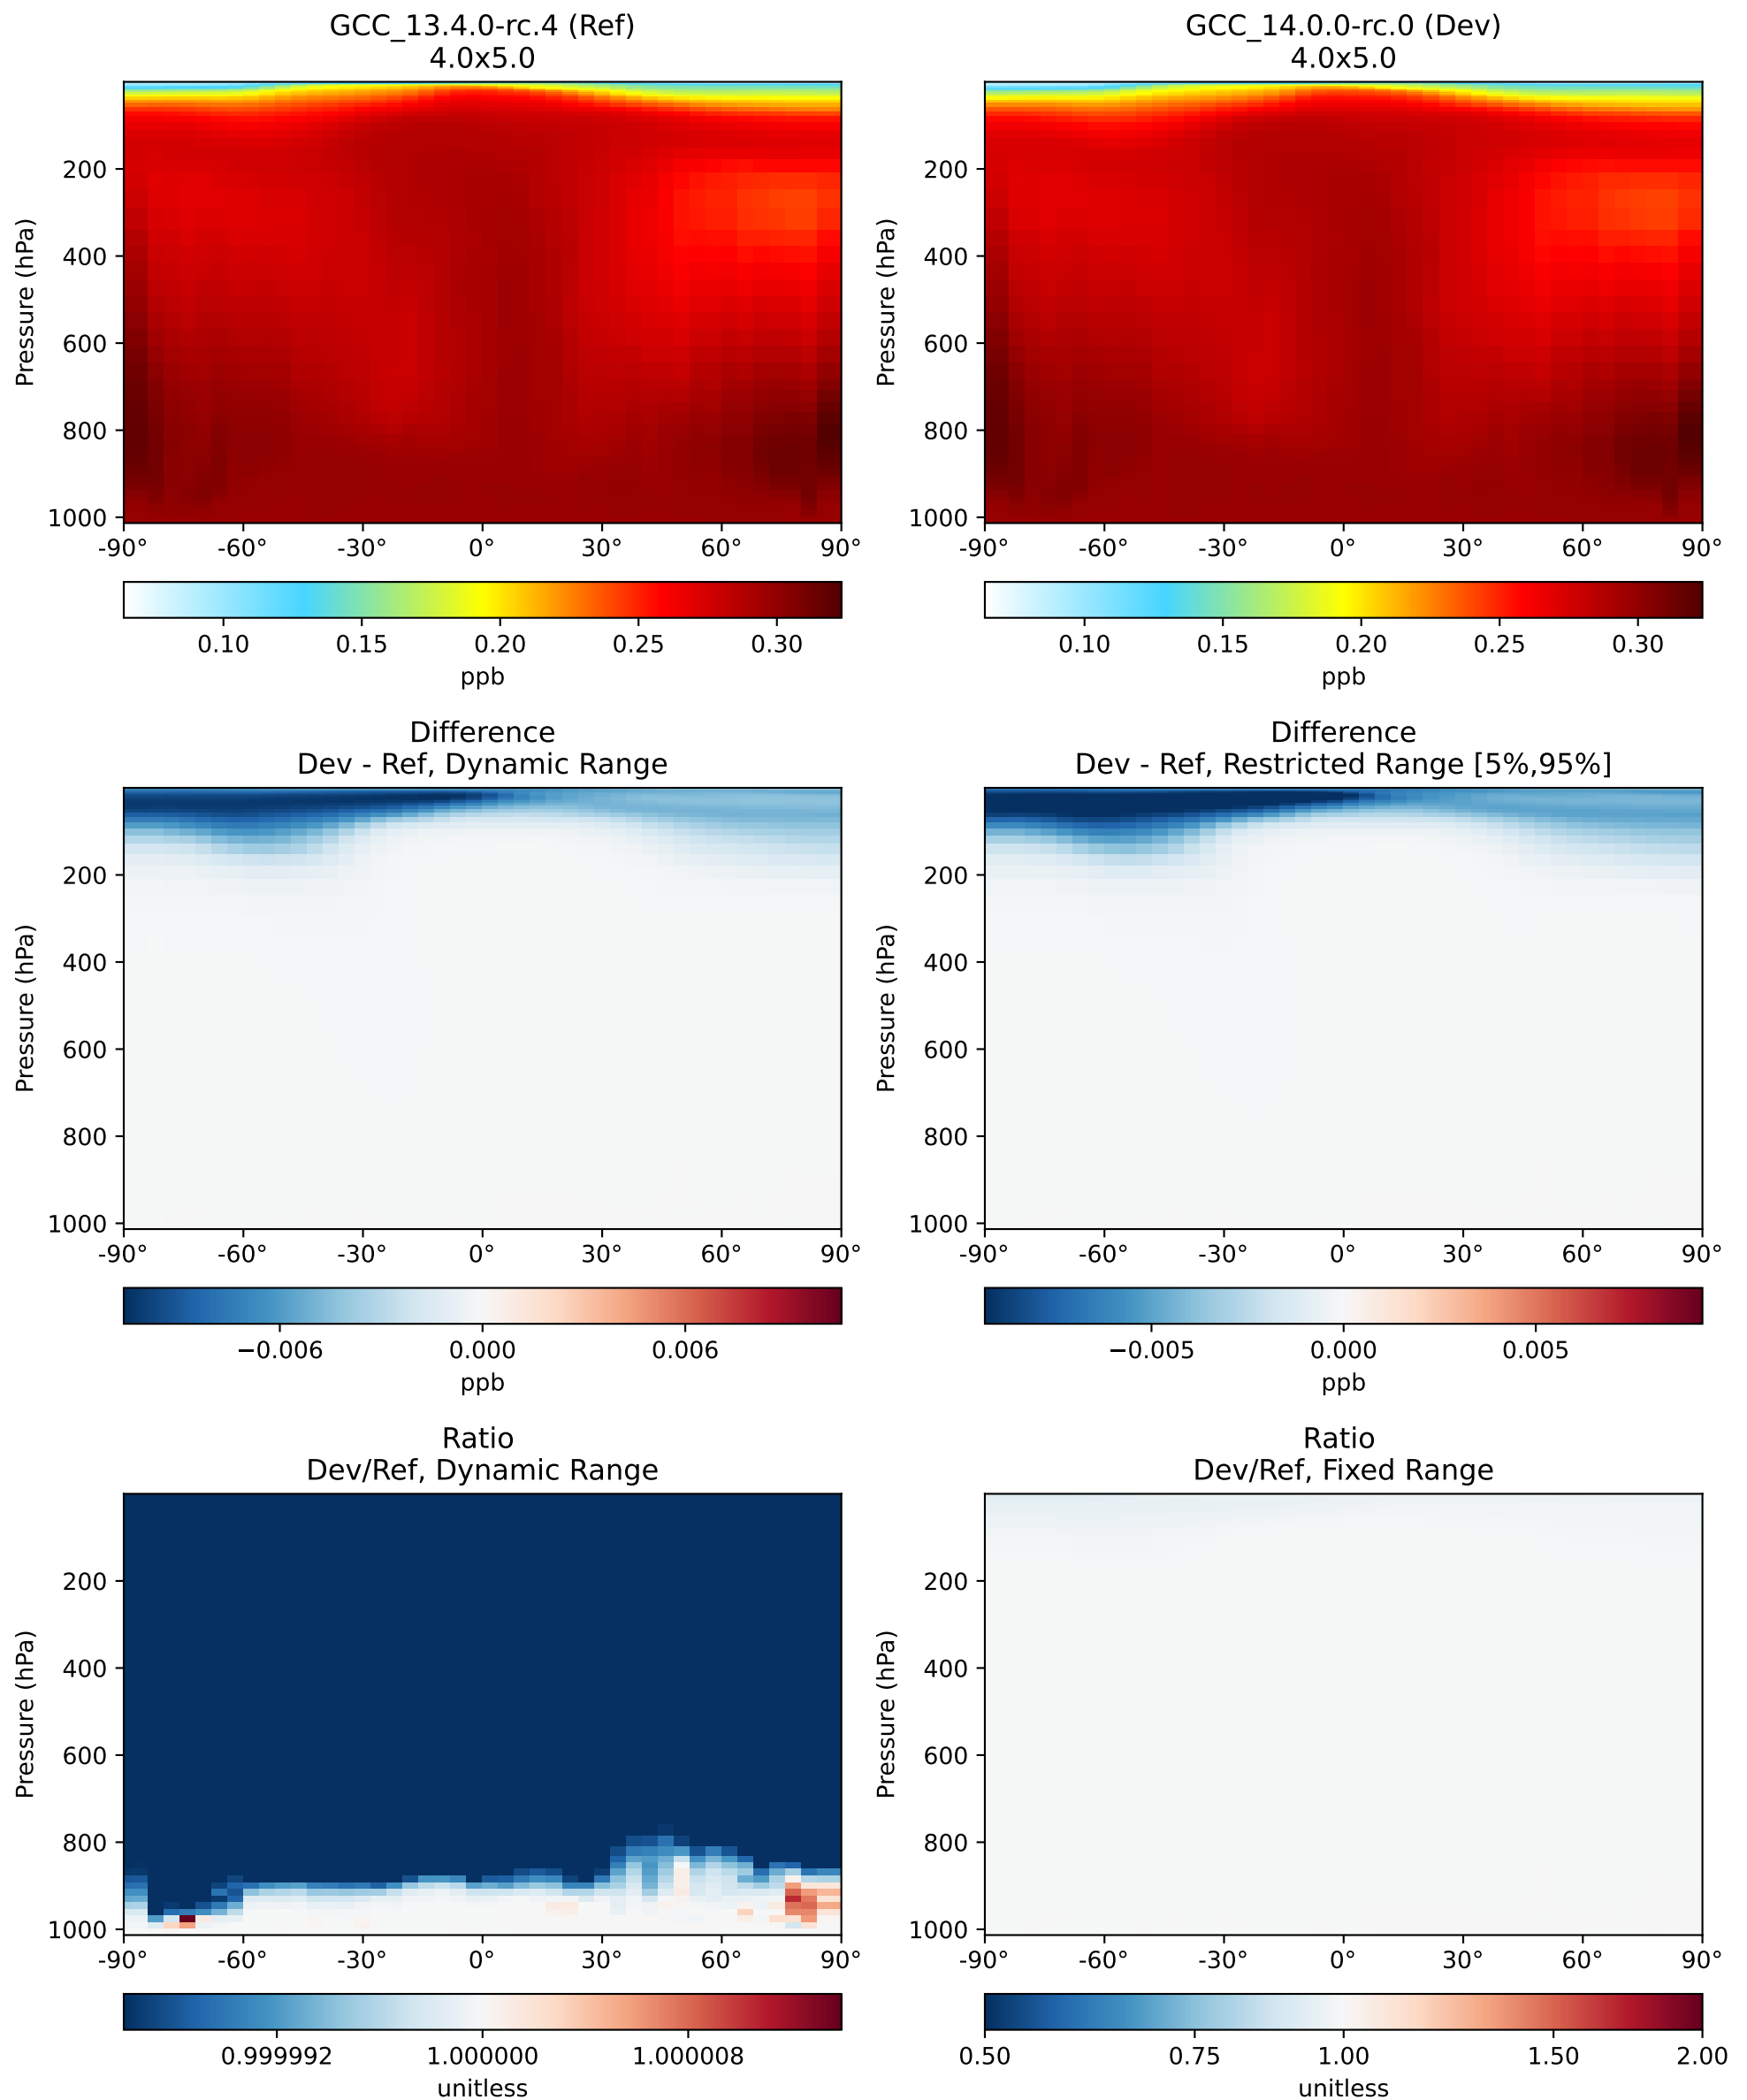 GCC_13.4.0-rc.4 (Ref)
4.0x5.0
Pressure (hPa)
200
400
600
800
1000
-90° -60° -30° 0° 30° 60° 90°
0.10 0.15 0.20 0.25 0.30
ppb
GCC_14.0.0-rc.0 (Dev)
4.0x5.0
Pressure (hPa)
200
400
600
800
1000
-90° -60° -30° 0° 30° 60° 90°
0.10 0.15 0.20 0.25 0.30
ppb
Difference
Dev - Ref, Dynamic Range
Pressure (hPa)
200
400
600
800
1000
-90° -60° -30° 0° 30° 60° 90°
−0.006 0.000 0.006
ppb
Difference
Dev - Ref, Restricted Range [5%,95%]
Pressure (hPa)
200
400
600
800
1000
-90° -60° -30° 0° 30° 60° 90°
−0.005 0.000 0.005
ppb
Ratio
Dev/Ref, Dynamic Range
Pressure (hPa)
200
400
600
800
1000
-90° -60° -30° 0° 30° 60° 90°
0.999992 1.000000 1.000008
unitless
Ratio
Dev/Ref, Fixed Range
Pressure (hPa)
200
400
600
800
1000
-90° -60° -30° 0° 30° 60° 90°
0.50 0.75 1.00 1.50 2.00
unitless